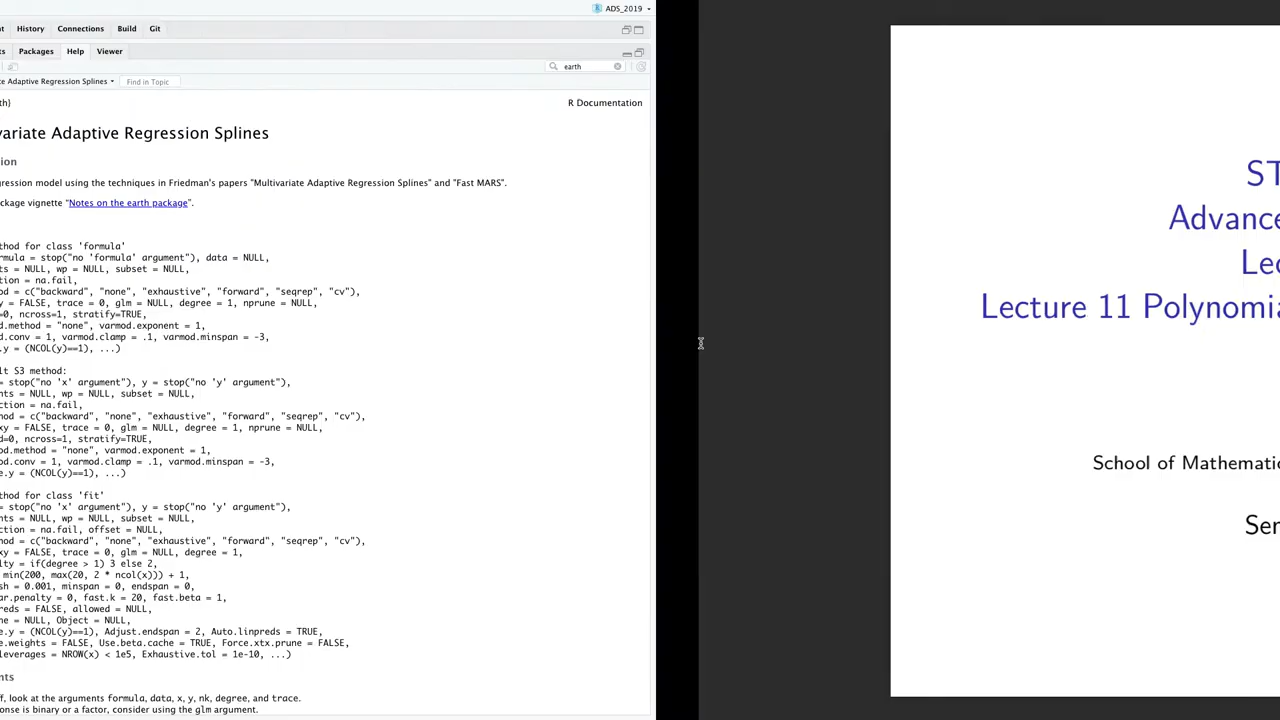 ADS_2019
History Connections Build Git
Packages Help Viewer
earth
Adaptive Regression Splines Find in Topic
R Documentation
Adaptive Regression Splines
gression model using the techniques in Friedman's papers "Multivariate Adaptive Regression Splines" and "Fast MARS".
ckage vignette “Notes on the earth package”.
thod for class 'formula'
rmula = stop("no 'formula' argument"), data = NULL,
ts = NULL, wp = NULL, subset = NULL,
ction = na.fail,
od = c("backward", "none", "exhaustive", "forward", "seqrep", "cv"),
y = FALSE, trace = 0, glm = NULL, degree = 1, nprune = NULL,
=0, ncross=1, stratify=TRUE,
d.method = "none", varmod.exponent = 1,
d.conv = 1, varmod.clamp = .1, varmod.minspan = -3,
.y = (NCOL(y)==1), ...)
lt S3 method:
= stop("no 'x' argument"), y = stop("no 'y' argument"),
nts = NULL, wp = NULL, subset = NULL,
ction = na.fail,
hod = c("backward", "none", "exhaustive", "forward", "seqrep", "cv"),
xy = FALSE, trace = 0, glm = NULL, degree = 1, nprune = NULL,
d=0, ncross=1, stratify=TRUE,
od.method = "none", varmod.exponent = 1,
od.conv = 1, varmod.clamp = .1, varmod.minspan = -3,
e.y = (NCOL(y)==1), ...)
thod for class 'fit'
= stop("no 'x' argument"), y = stop("no 'y' argument"),
nts = NULL, wp = NULL, subset = NULL,
ction = na.fail, offset = NULL,
hod = c("backward", "none", "exhaustive", "forward", "seqrep", "cv"),
xy = FALSE, trace = 0, glm = NULL, degree = 1,
lty = if(degree > 1) 3 else 2,
min(200, max(20, 2 * ncol(x))) + 1,
sh = 0.001, minspan = 0, endspan = 0,
ar.penalty = 0, fast.k = 20, fast.beta = 1,
reds = FALSE, allowed = NULL,
ne = NULL, Object = NULL,
e.y = (NCOL(y)==1), Adjust.endspan = 2, Auto.linpreds = TRUE,
e.weights = FALSE, Use.beta.cache = TRUE, Force.xtx.prune = FALSE,
leverages = NROW(x) < 1e5, Exhaustive.tol = 1e-10, ...)
nts
f, look at the arguments formula, data, x, y, nk, degree, and trace.
onse is binary or a factor, consider using the glm argument.
ST
Advance
Lec
Lecture 11 Polynomia
School of Mathematic
Sem